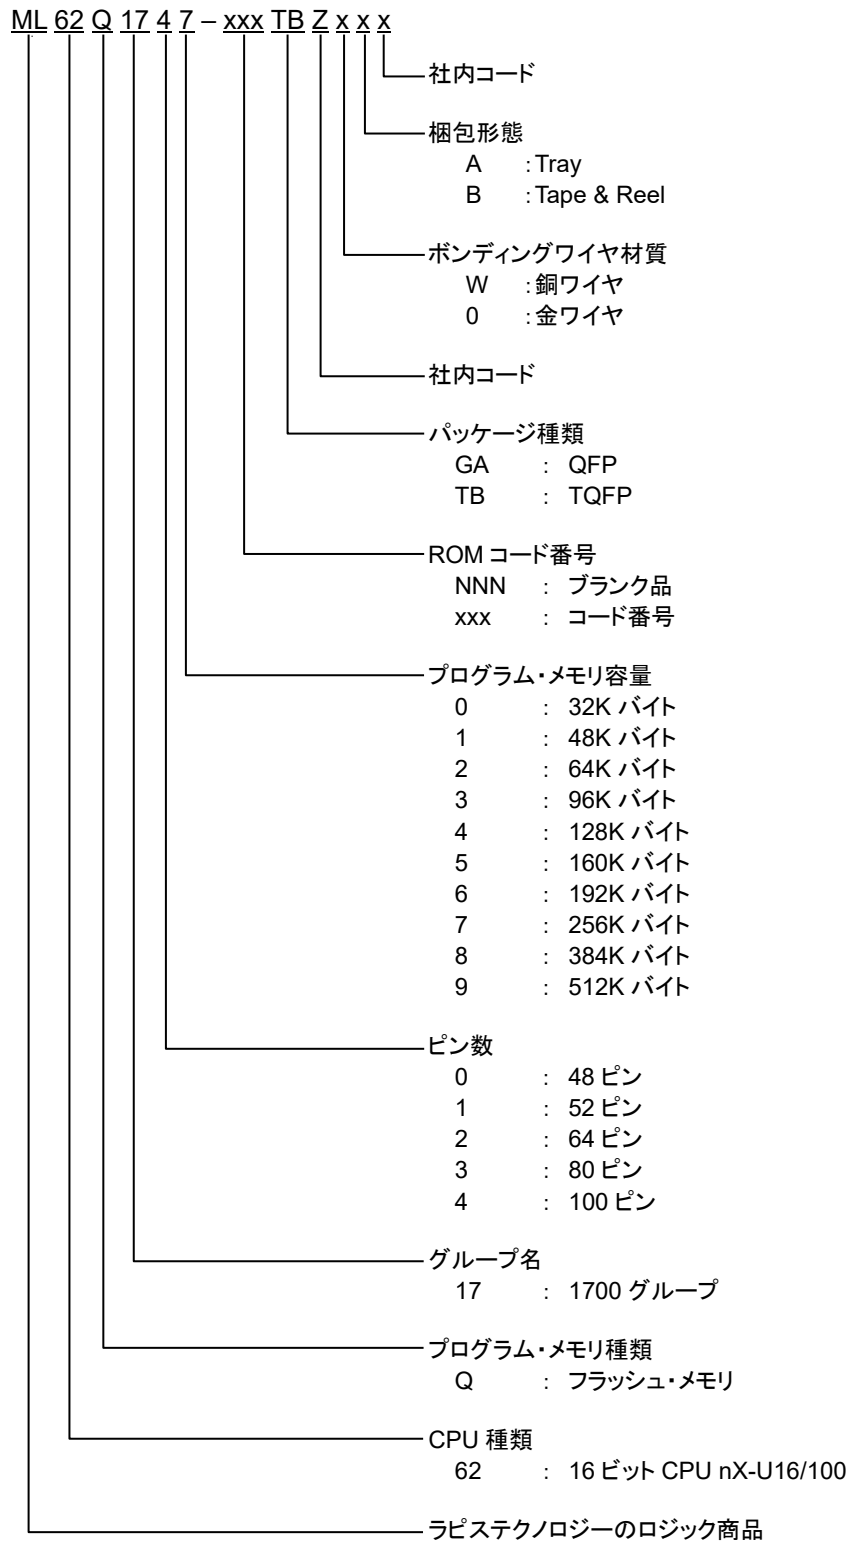 ML 62 Q 17 4 7 – xxx TB Z x x x
社内コード
梱包形態
A :Tray
B :Tape & Reel
ボンディングワイヤ材質
W :銅ワイヤ
0 :金ワイヤ
社内コード
パッケージ種類
GA : QFP
TB : TQFP
ROM コード番号
NNN : ブランク品
xxx : コード番号
プログラム・メモリ容量
0 : 32K バイト
1 : 48K バイト
2 : 64K バイト
3 : 96K バイト
4 : 128K バイト
5 : 160K バイト
6 : 192K バイト
7 : 256K バイト
8 : 384K バイト
9 : 512K バイト
ピン数
0 : 48 ピン
1 : 52 ピン
2 : 64 ピン
3 : 80 ピン
4 : 100 ピン
グループ名
17 : 1700 グループ
プログラム・メモリ種類
Q : フラッシュ・メモリ
CPU 種類
62 : 16 ビット CPU nX-U16/100
ラピステクノロジーのロジック商品